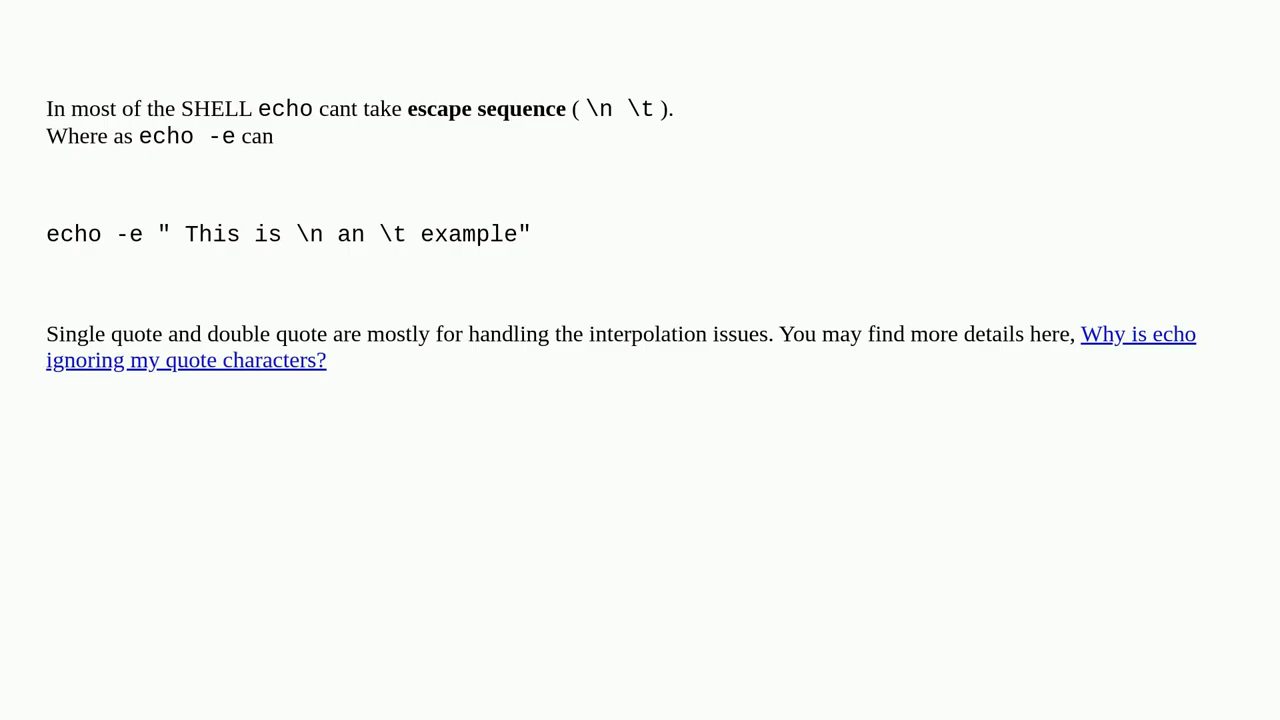 In most of the SHELL echo cant take escape sequence ( \n \t ).
Where as echo -e can
echo -e " This is \n an \t example"
Single quote and double quote are mostly for handling the interpolation issues. You may find more details here, Why is echo
ignoring my quote characters?